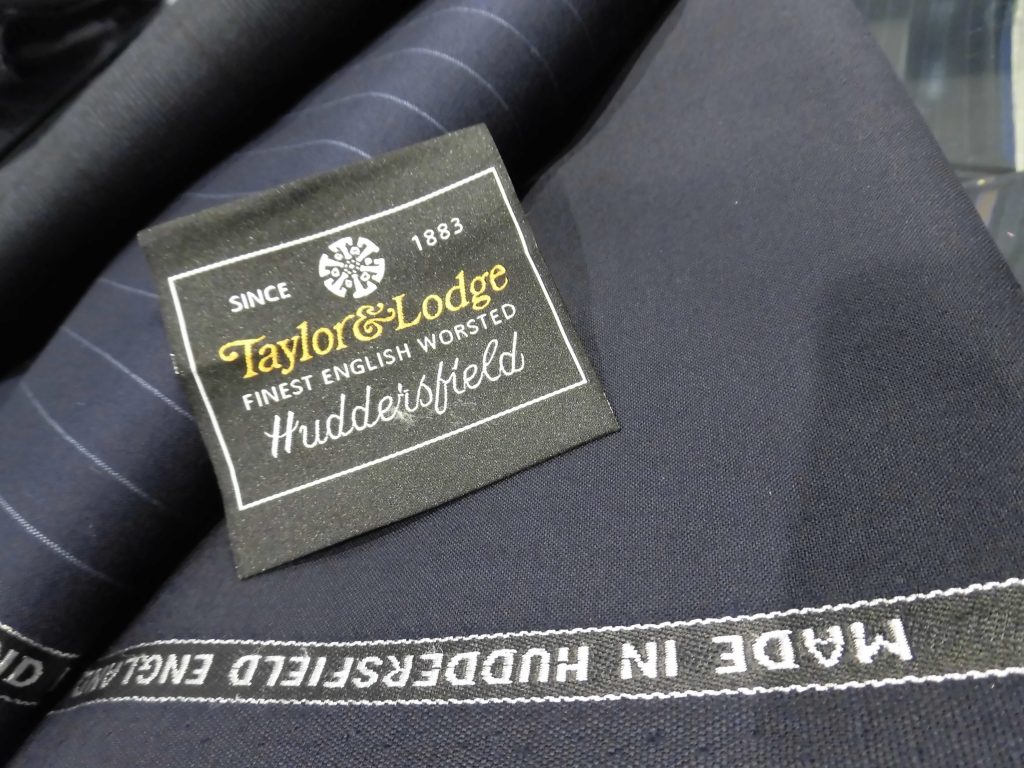 SINCE 1883
Taylor & Lodge
FINEST ENGLISH WORSTED
Huddersfield
MADE IN HUDDERSFIELD ENGLAND